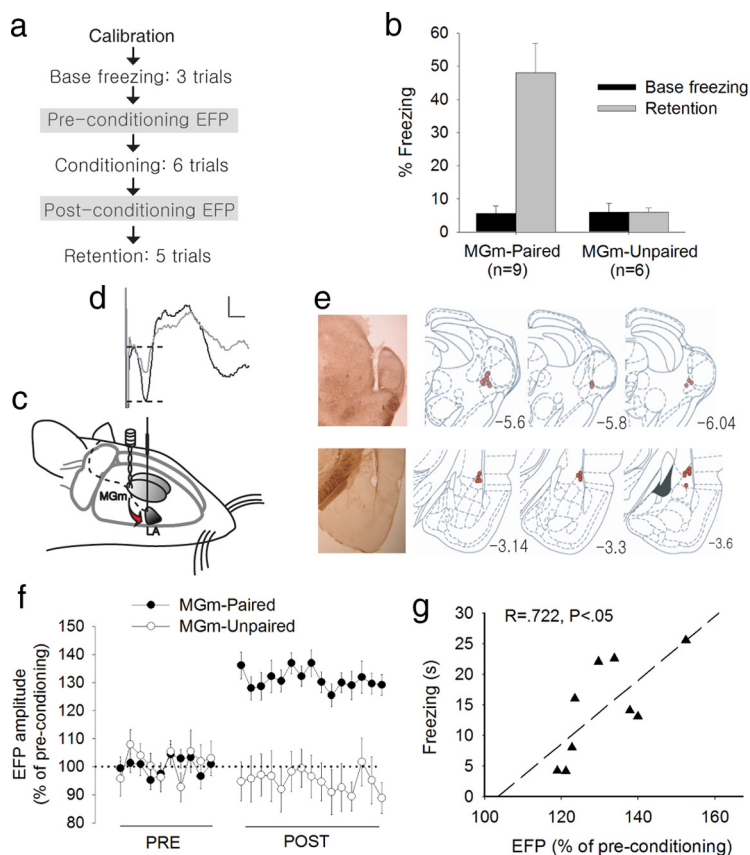 a
Calibration
Base freezing: 3 trials
Pre-conditioning EFP
Conditioning: 6 trials
Post-conditioning EFP
Retention: 5 trials
b
60
50
40
30
20
10
0
% Freezing
Base freezing
Retention
MGm-Paired
(n=9)
MGm-Unpaired
(n=6)
d
c
MGm
LA
e
-5.6
-5.8
-6.04
-3.14
-3.3
-3.6
f
MGm-Paired
MGm-Unpaired
150
140
130
120
110
100
90
80
EFP amplitude
(% of pre-conditioning)
PRE
POST
g
R=.722, P<.05
30
25
20
15
10
5
0
Freezing (s)
100
120
140
160
EFP (% of pre-conditioning)